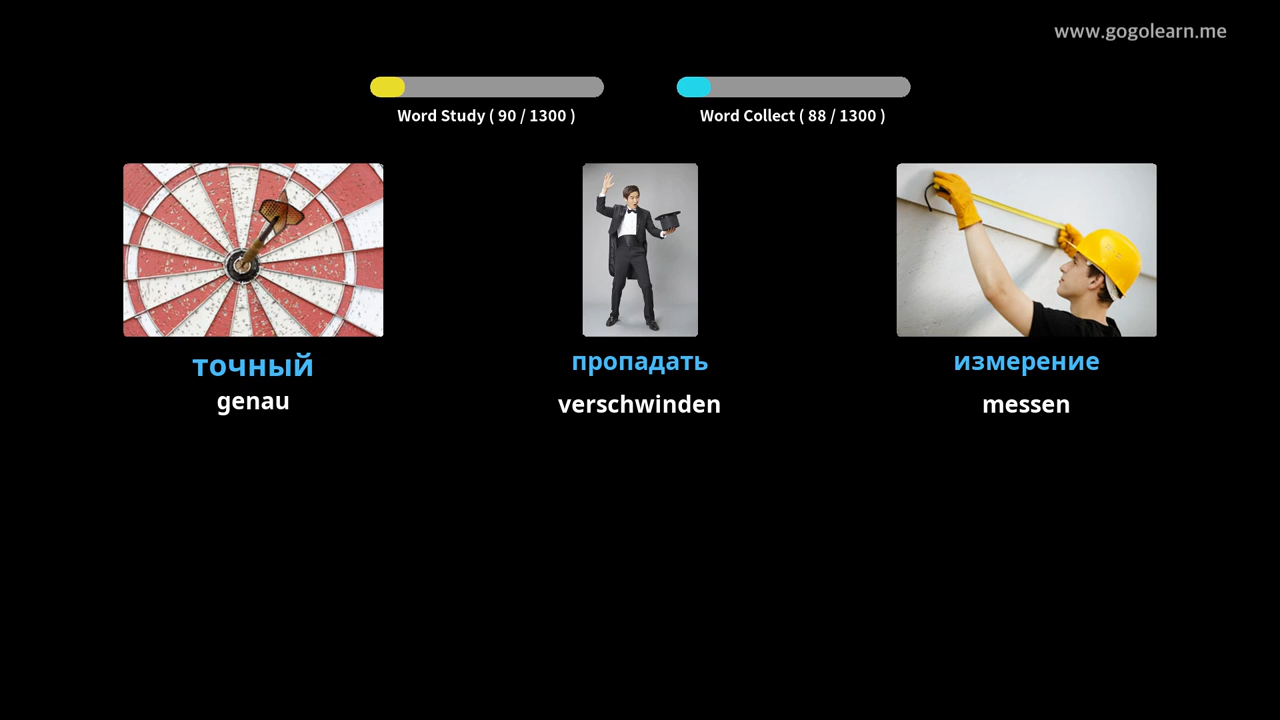 www.gogolearn.me
Word Study ( 90 / 1300 )
Word Collect ( 88 / 1300 )
точный
genau
пропадать
verschwinden
измерение
messen